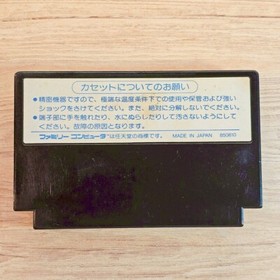 カセットについてのお願い
●精密機器ですので、極端な温度条件下での使用や保管および強い
ショックをさけてください。また、絶対に分解しないでください。
●端子部に手を触れたり、水にぬらしたりして汚さないようにして
ください。故障の原因となります。
ファミリーコンピュータ は任天堂の商標です。 MADE IN JAPAN